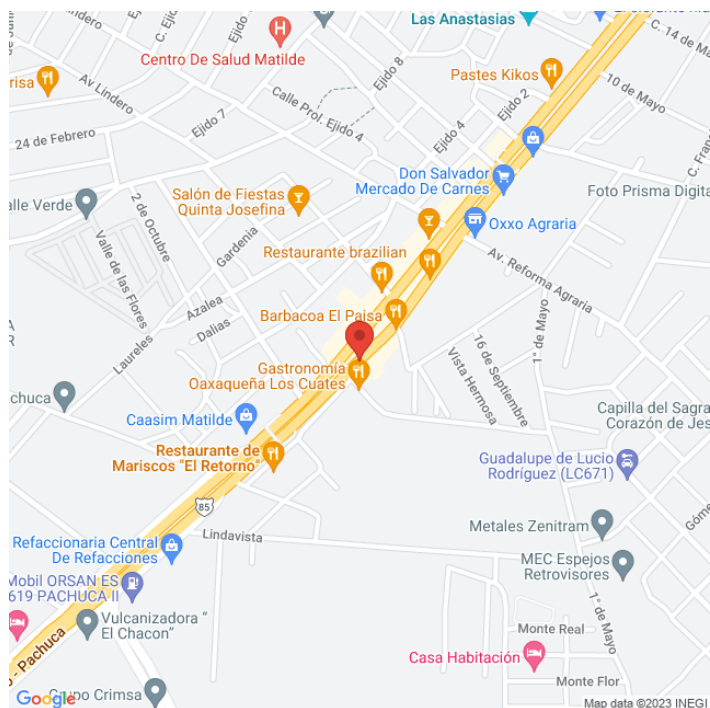 Las Anastasias
C. 14 de Mayo
Centro De Salud Matilde
Av Lindero
Ejido 8
Pastes Kikos
10 de Mayo
Calle Prol. Ejido 4
Ejido 2
Ejido 7
Ejido 4
24 de Febrero
Don Salvador
Mercado De Carnes
Foto Prisma Digita
Salón de Fiestas
Quinta Josefina
2 de Octubre
alle Verde
Oxxo Agraria
Gardenia
Valle de las Flores
Restaurante brazilian
Av. Reforma Agraria
Azalea
Barbacoa El Paisa
Dalias
1° de Mayo
16 de Septiembre
Laureles
Vista Hermosa
Gastronomía
Oaxaqueña Los Cuates
achuca
Caasim Matilde
Capilla del Sagra
Corazón de Jes
Restaurante de
Mariscos "El Retorno"
Guadalupe de Lucio
Rodríguez (LC671)
85
Metales Zenitram
Lindavista
Refaccionaria Central
De Refacciones
MEC Espejos
Retrovisores
Mobil ORSAN ES
619 PACHUCA II
1° de Mayo
Vulcanizadora “
El Chacon”
Monte Real
- Pachuca
Casa Habitación
Monte Flor
Google
upo Crimsa
Map data ©2023 INEGI